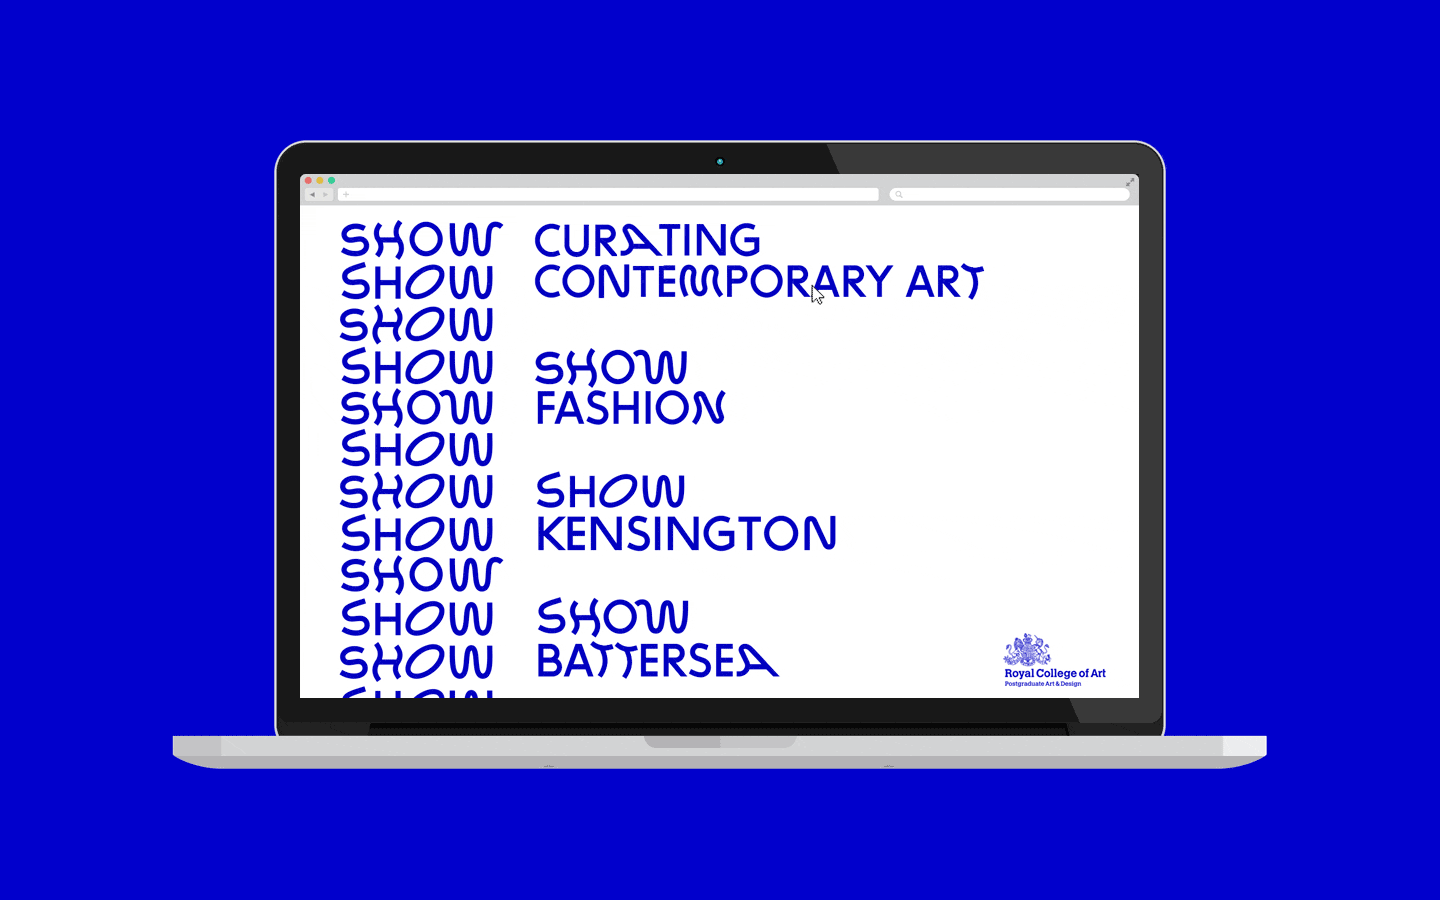 SHOW CURATING
SHOW CONTEMPORARY ART
SHOW
SHOW SHOW
SHOW FASHION
SHOW
SHOW SHOW
SHOW KENSINGTON
SHOW
SHOW SHOW
SHOW BATTERSEA
Royal College of Art
Postgraduate Art & Design